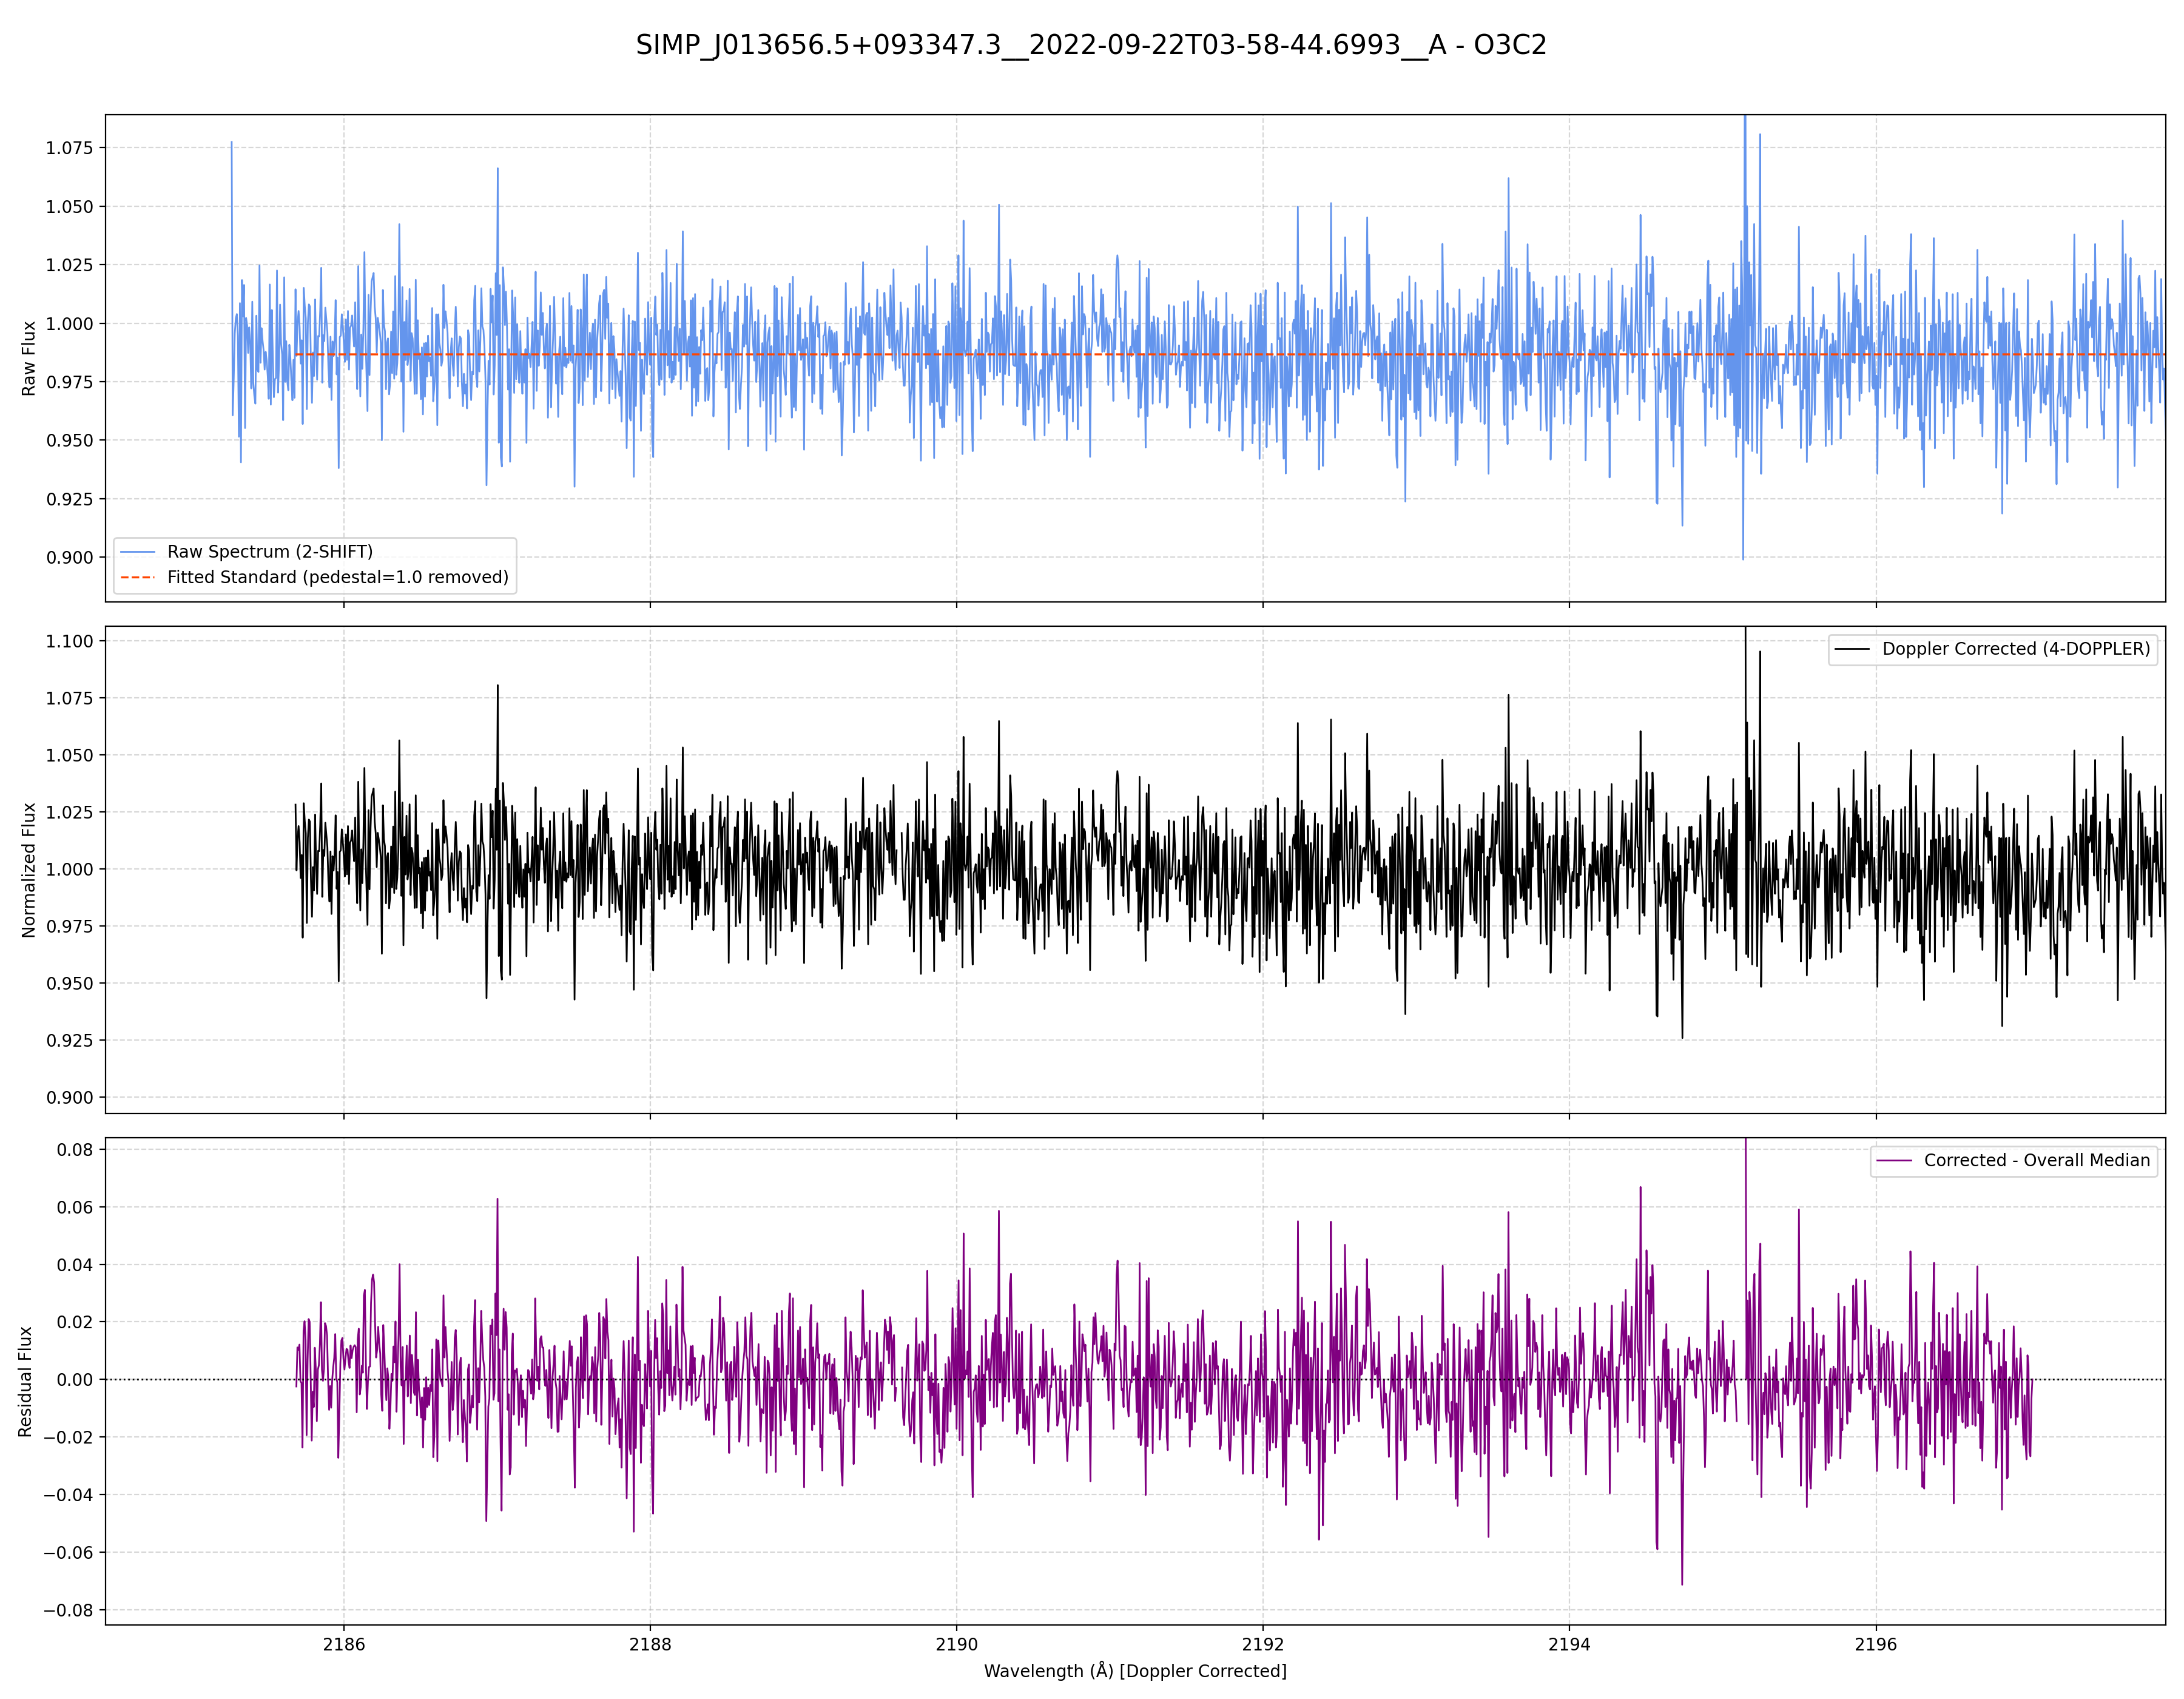 SIMP_J013656.5+093347.3__2022-09-22T03-58-44.6993__A - O3C2
1.075
1.050
1.025
1.000
0.975
0.950
0.925
0.900
Raw Flux
Raw Spectrum (2-SHIFT)
Fitted Standard (pedestal=1.0 removed)
1.100
1.075
1.050
1.025
1.000
0.975
0.950
0.925
0.900
Normalized Flux
Doppler Corrected (4-DOPPLER)
0.08
0.06
0.04
0.02
0.00
−0.02
−0.04
−0.06
−0.08
Residual Flux
Corrected - Overall Median
2186 2188 2190 2192 2194 2196
Wavelength (Å) [Doppler Corrected]